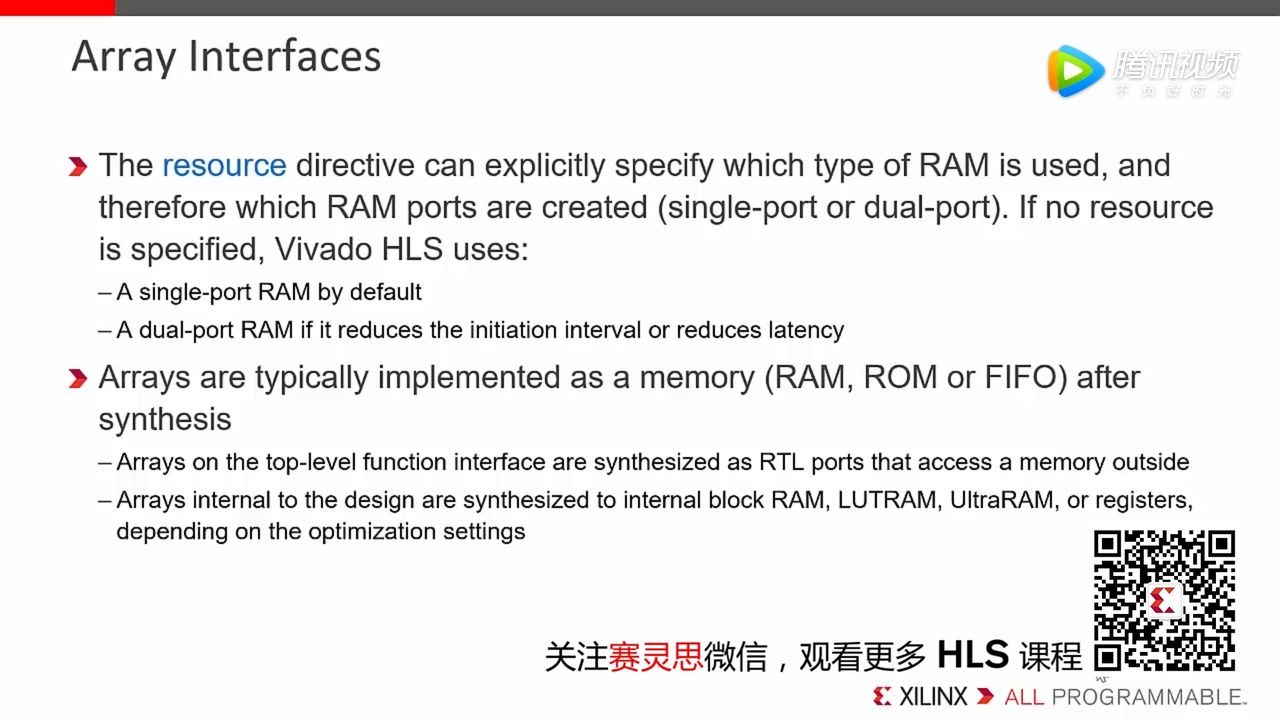 Array Interfaces
腾讯视频
不负好时光
The resource directive can explicitly specify which type of RAM is used, and
therefore which RAM ports are created (single-port or dual-port). If no resource
is specified, Vivado HLS uses:
– A single-port RAM by default
– A dual-port RAM if it reduces the initiation interval or reduces latency
Arrays are typically implemented as a memory (RAM, ROM or FIFO) after
synthesis
– Arrays on the top-level function interface are synthesized as RTL ports that access a memory outside
– Arrays internal to the design are synthesized to internal block RAM, LUTRAM, UltraRAM, or registers,
depending on the optimization settings
关注赛灵思微信，观看更多 HLS 课程
XILINX ALL PROGRAMMABLE™